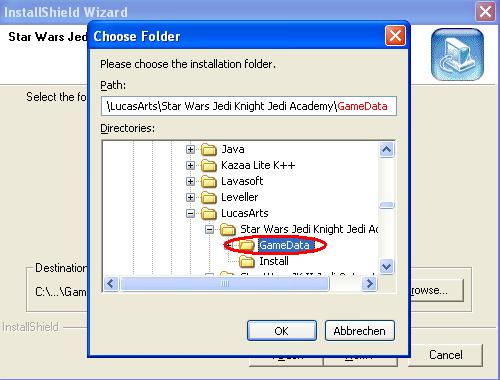 InstallShield Wizard
Star Wars Jed
Choose Folder
Please choose the installation folder.
Path:
\LucasArts\Star Wars Jedi Knight Jedi Academy\GameData
Select the fo
Directories:
Java
Kazaa Lite K++
Lavasoft
Leveller
LucasArts
Star Wars Jedi Knight Jedi Ac
GameData
Install
Destination
C:\...\Gam
rowse...
InstallShield
OK
Abbrechen
Cancel